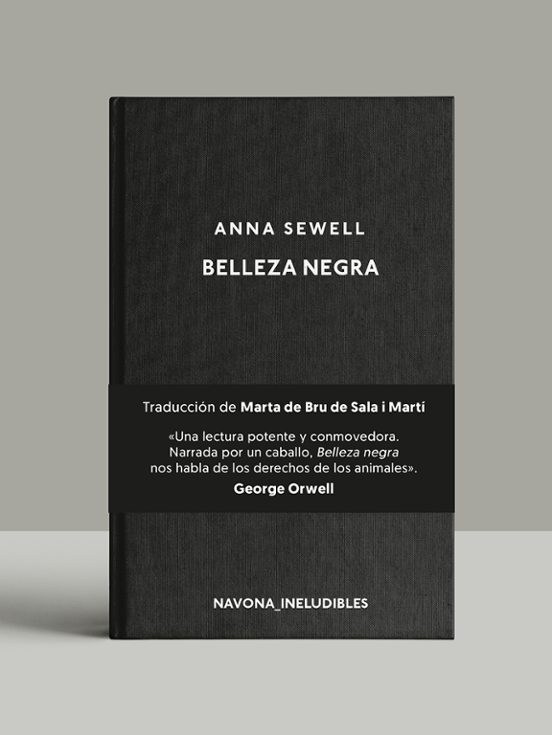 ANNA SEWELL
BELLEZA NEGRA
Traducción de Marta de Bru de Sala i Martí
«Una lectura potente y conmovedora.
Narrada por un caballo, Belleza negra
nos habla de los derechos de los animales».
George Orwell
NAVONA_INELUDIBLES